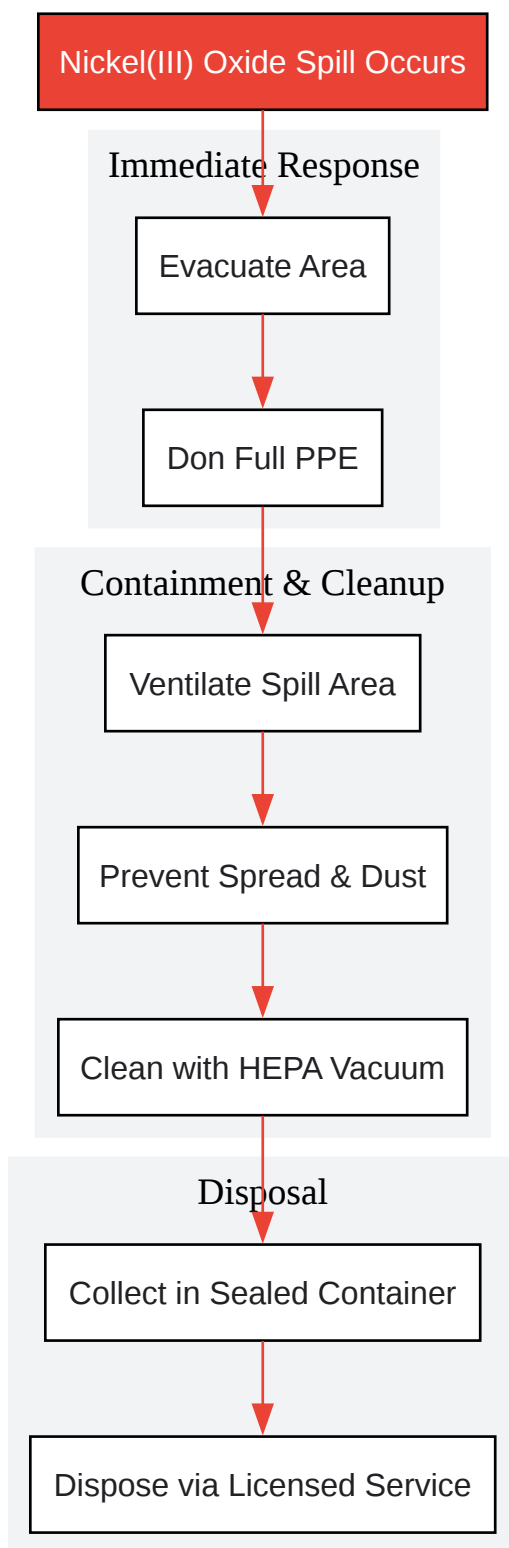 Nickel(III) Oxide Spill Occurs
Immediate Response
Evacuate Area
Don Full PPE
Containment & Cleanup
Ventilate Spill Area
Prevent Spread & Dust
Clean with HEPA Vacuum
Disposal
Collect in Sealed Container
Dispose via Licensed Service